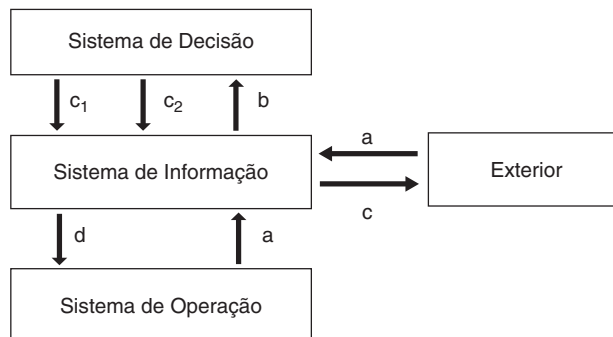 Sistema de Decisão
c₁ c₂ b
Sistema de Informação
a
c
Exterior
d a
Sistema de Operação